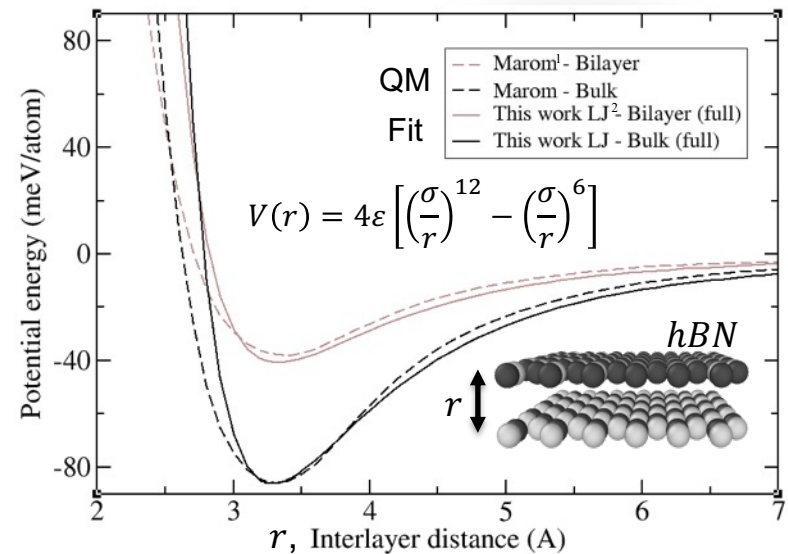 80
40
0
-40
-80
Potential energy (meV/atom)
QM
Fit
Marom¹ - Bilayer
Marom - Bulk
This work LJ² - Bilayer (full)
This work LJ - Bulk (full)
V(r) = 4ε[(σ/r)¹² − (σ/r)⁶]
hBN
r
2 3 4 5 6 7
r, Interlayer distance (A)